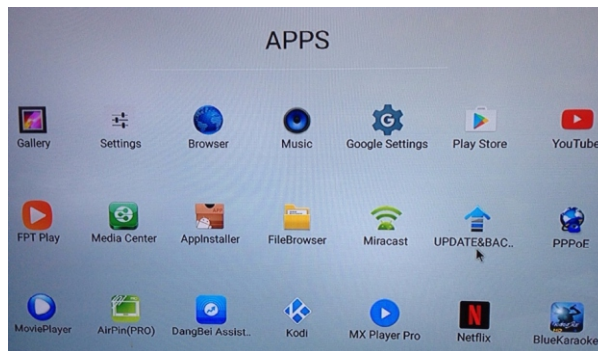 APPS
Gallery Settings Browser Music Google Settings Play Store YouTube
FPT Play Media Center AppInstaller FileBrowser Miracast UPDATE&BAC.. PPPoE
MoviePlayer AirPin(PRO) DangBei Assist.. Kodi MX Player Pro Netflix BlueKaraoke